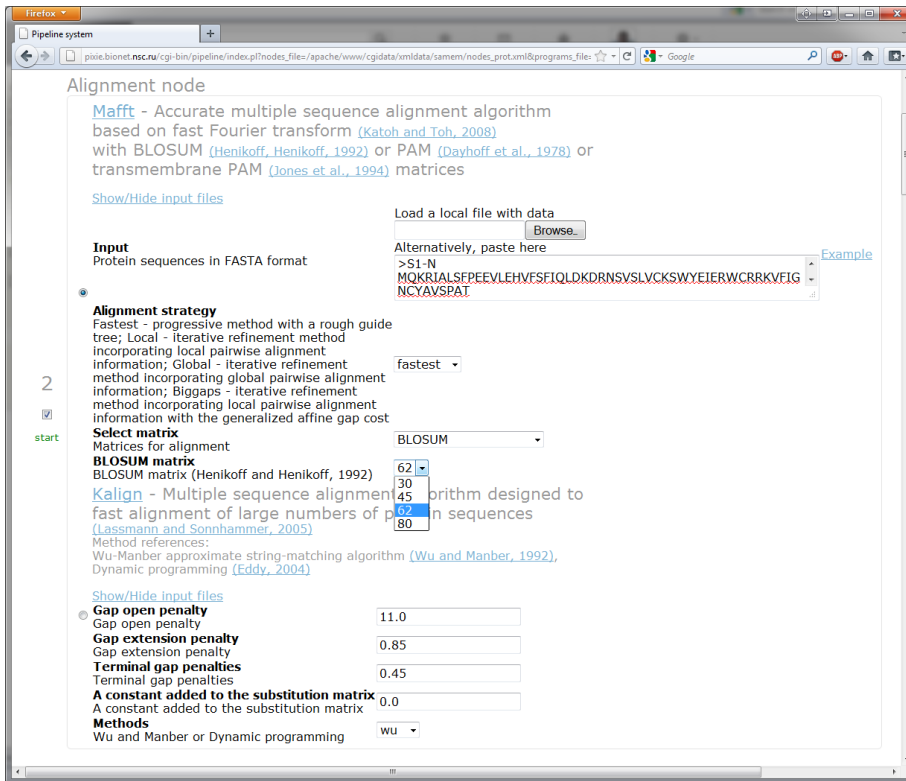 Firefox
Pipeline system
+
pixie.bionet.nsc.ru/cgi-bin/pipeline/index.pl?nodes_file=/apache/www/cgidata/xmldata/samem/nodes_prot.xml&programs_file:
Google
Alignment node
Mafft - Accurate multiple sequence alignment algorithm
based on fast Fourier transform (Katoh and Toh, 2008)
with BLOSUM (Henikoff, Henikoff, 1992) or PAM (Dayhoff et al., 1978) or
transmembrane PAM (Jones et al., 1994) matrices
Show/Hide input files
Load a local file with data
Browse_
Input
Protein sequences in FASTA format
Alternatively, paste here
Example
>S1-N
MQKRIALSFPEEVLEHVFSFIQLDKDRNSVSLVCKSWYEIERWCRRKVFIG
NCYAVSPAT
Alignment strategy
Fastest - progressive method with a rough guide
tree; Local - iterative refinement method
incorporating local pairwise alignment
information; Global - iterative refinement
method incorporating global pairwise alignment
information; Biggaps - iterative refinement
method incorporating local pairwise alignment
information with the generalized affine gap cost
fastest
2
start
Select matrix
Matrices for alignment
BLOSUM
BLOSUM matrix
BLOSUM matrix (Henikoff and Henikoff, 1992)
62
30
45
62
80
Kalign - Multiple sequence alignment algorithm designed to
fast alignment of large numbers of protein sequences
(Lassmann and Sonnhammer, 2005)
Method references:
Wu-Manber approximate string-matching algorithm (Wu and Manber, 1992),
Dynamic programming (Eddy, 2004)
Show/Hide input files
Gap open penalty
Gap open penalty
11.0
Gap extension penalty
Gap extension penalty
0.85
Terminal gap penalties
Terminal gap penalties
0.45
A constant added to the substitution matrix
A constant added to the substitution matrix
0.0
Methods
Wu and Manber or Dynamic programming
wu